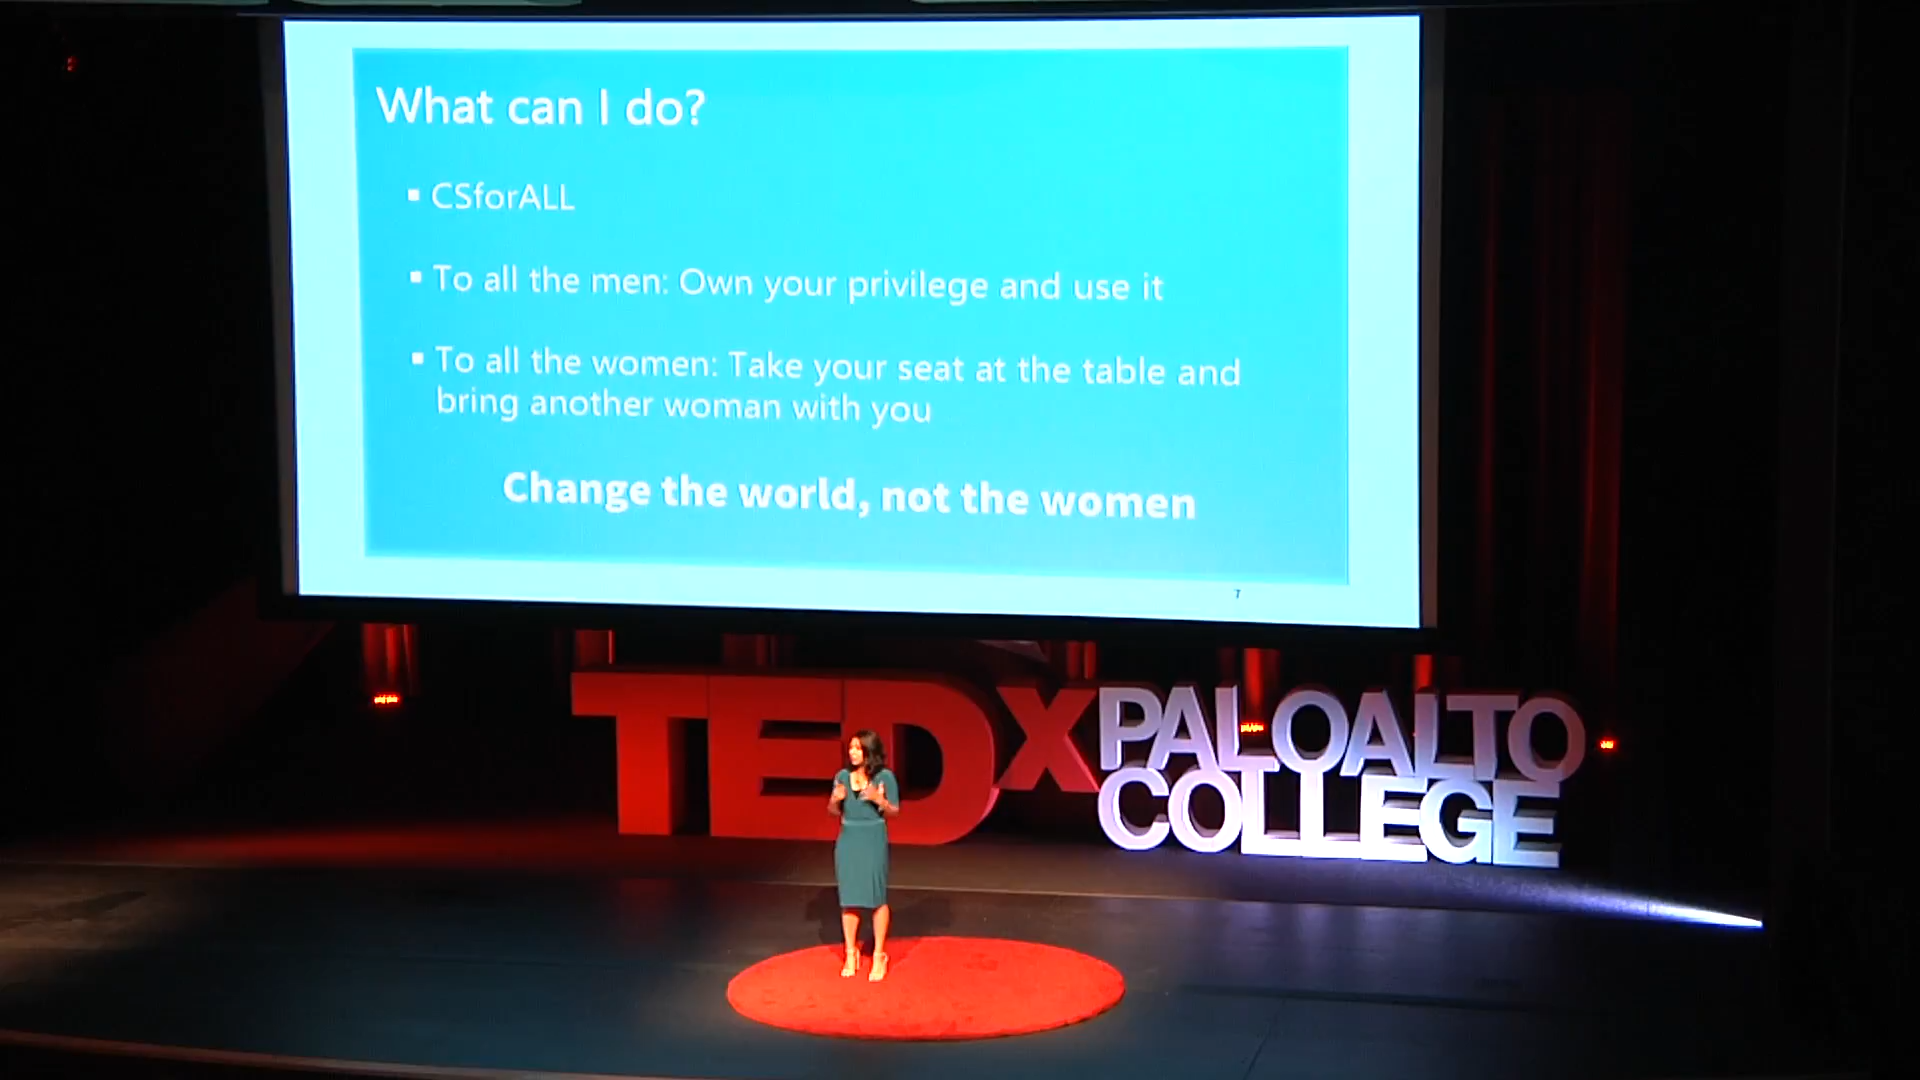 What can I do?
▪ CSforALL
▪ To all the men: Own your privilege and use it
▪ To all the women: Take your seat at the table and
bring another woman with you
Change the world, not the women
7
TEDx PALOALTO
COLLEGE